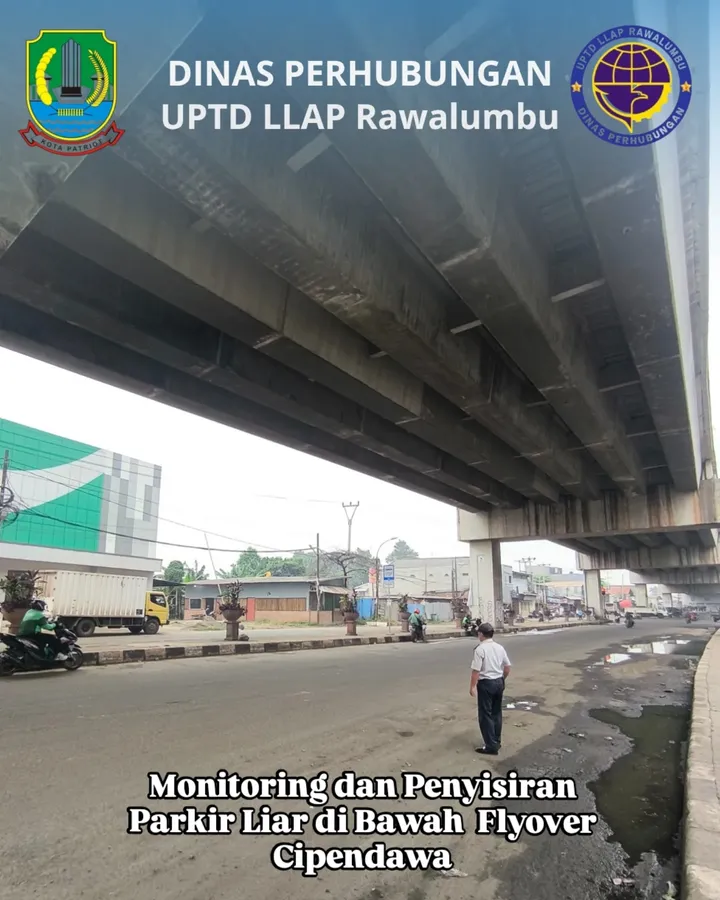 DINAS PERHUBUNGAN
UPTD LLAP Rawalumbu
KOTA PATRIOT
UPTD LLAP RAWALUMBU
DINAS PERHUBUNGAN
Monitoring dan Penyisiran
Parkir Liar di Bawah Flyover
Cipendawa